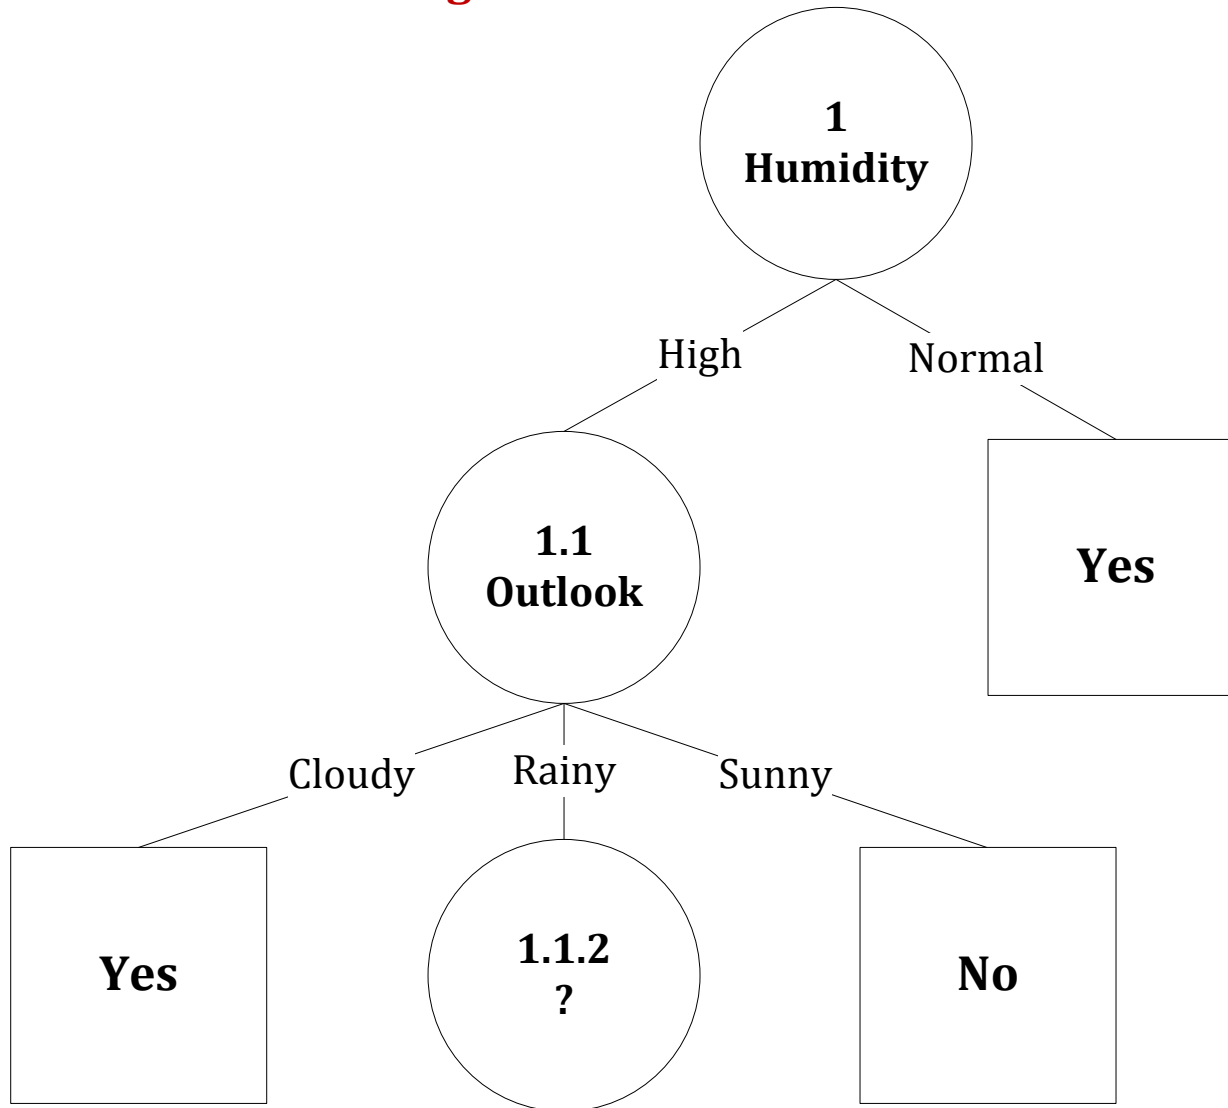 1
Humidity
High
Normal
1.1
Outlook
Yes
Cloudy
Rainy
Sunny
Yes
1.1.2
?
No